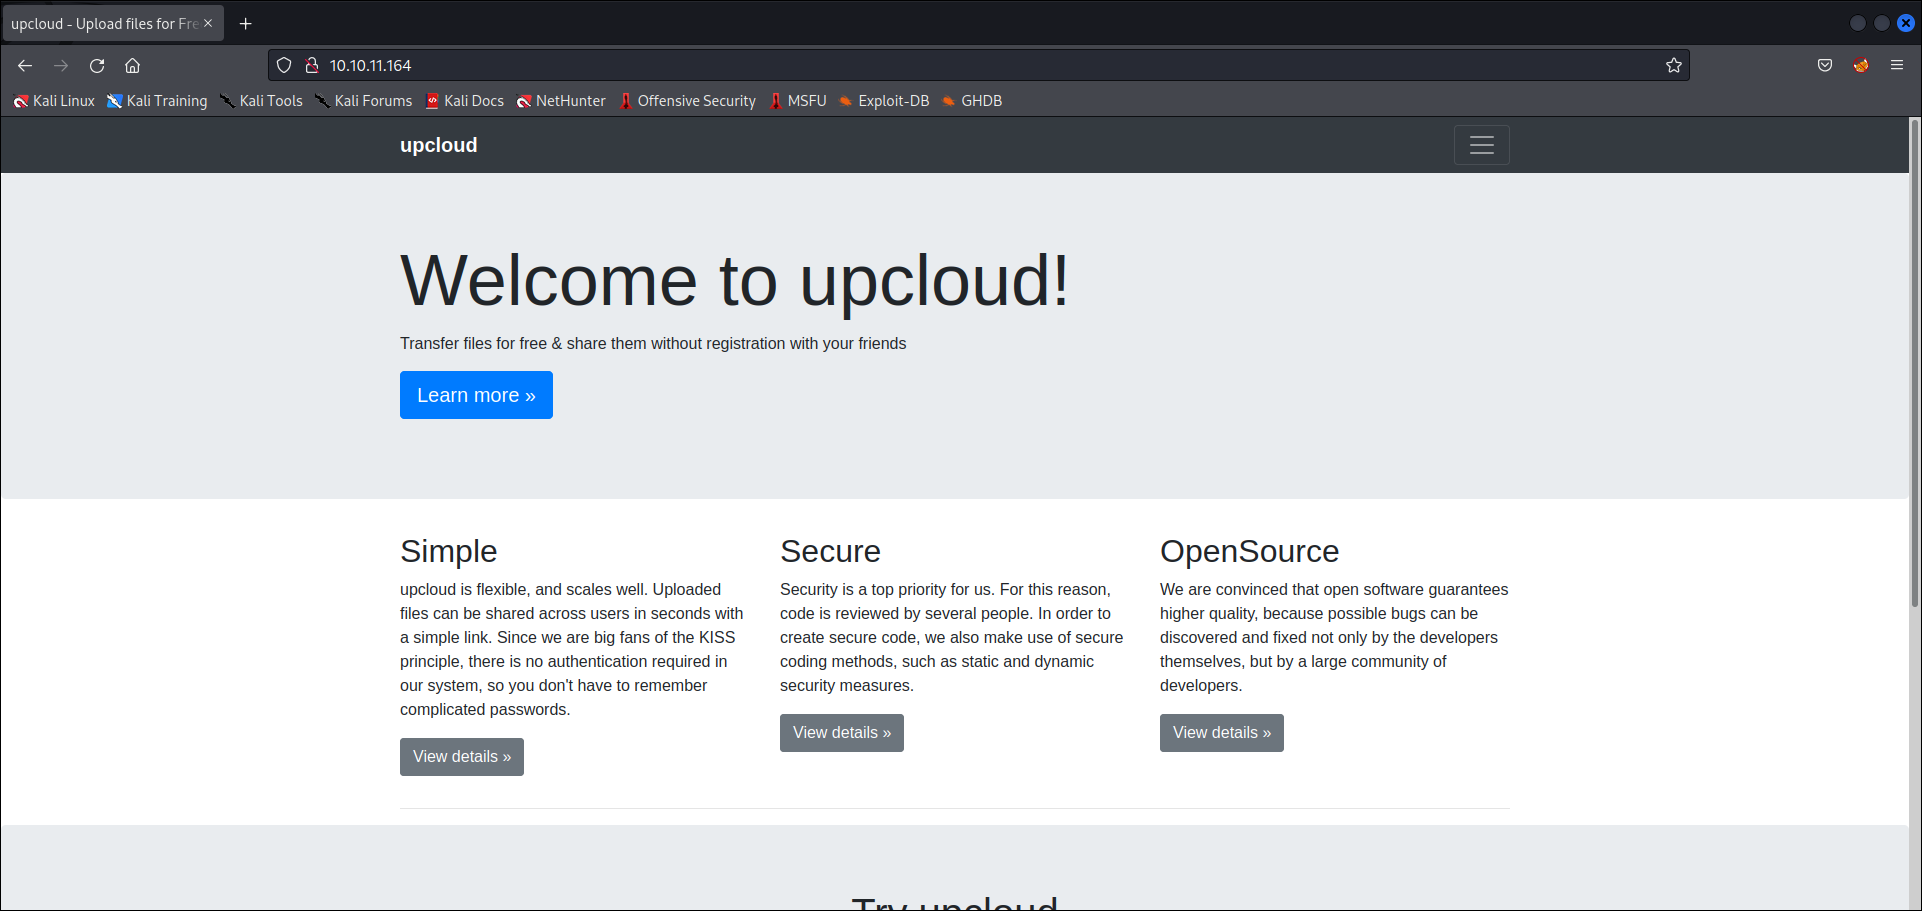 upcloud - Upload files for Fre
10.10.11.164
Kali Linux Kali Training Kali Tools Kali Forums Kali Docs NetHunter Offensive Security MSFU Exploit-DB GHDB
upcloud
Welcome to upcloud!
Transfer files for free & share them without registration with your friends
Learn more »
Simple
upcloud is flexible, and scales well. Uploaded
files can be shared across users in seconds with
a simple link. Since we are big fans of the KISS
principle, there is no authentication required in
our system, so you don't have to remember
complicated passwords.
View details »
Secure
Security is a top priority for us. For this reason,
code is reviewed by several people. In order to
create secure code, we also make use of secure
coding methods, such as static and dynamic
security measures.
View details »
OpenSource
We are convinced that open software guarantees
higher quality, because possible bugs can be
discovered and fixed not only by the developers
themselves, but by a large community of
developers.
View details »
Try upcloud